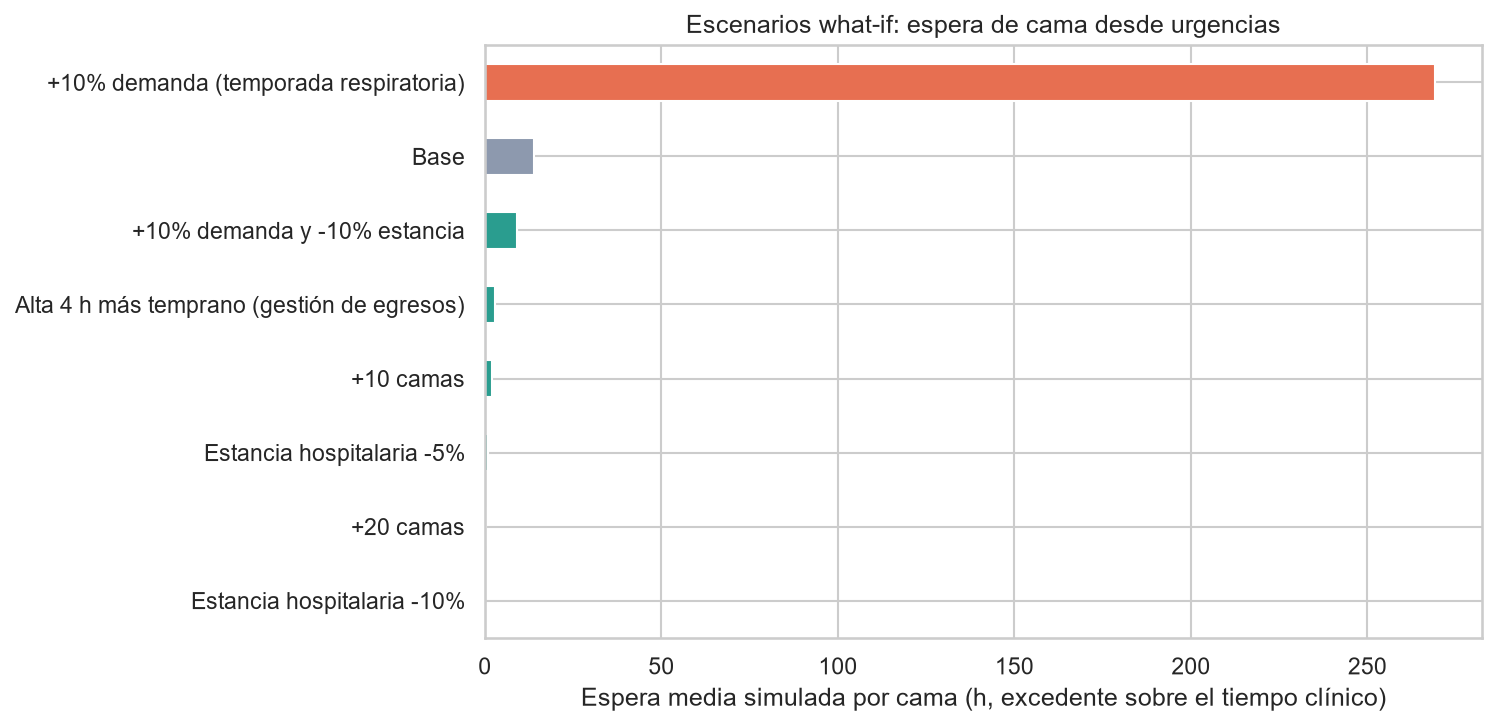 Escenarios what-if: espera de cama desde urgencias
+10% demanda (temporada respiratoria)
Base
+10% demanda y -10% estancia
Alta 4 h más temprano (gestión de egresos)
+10 camas
Estancia hospitalaria -5%
+20 camas
Estancia hospitalaria -10%
0 50 100 150 200 250
Espera media simulada por cama (h, excedente sobre el tiempo clínico)